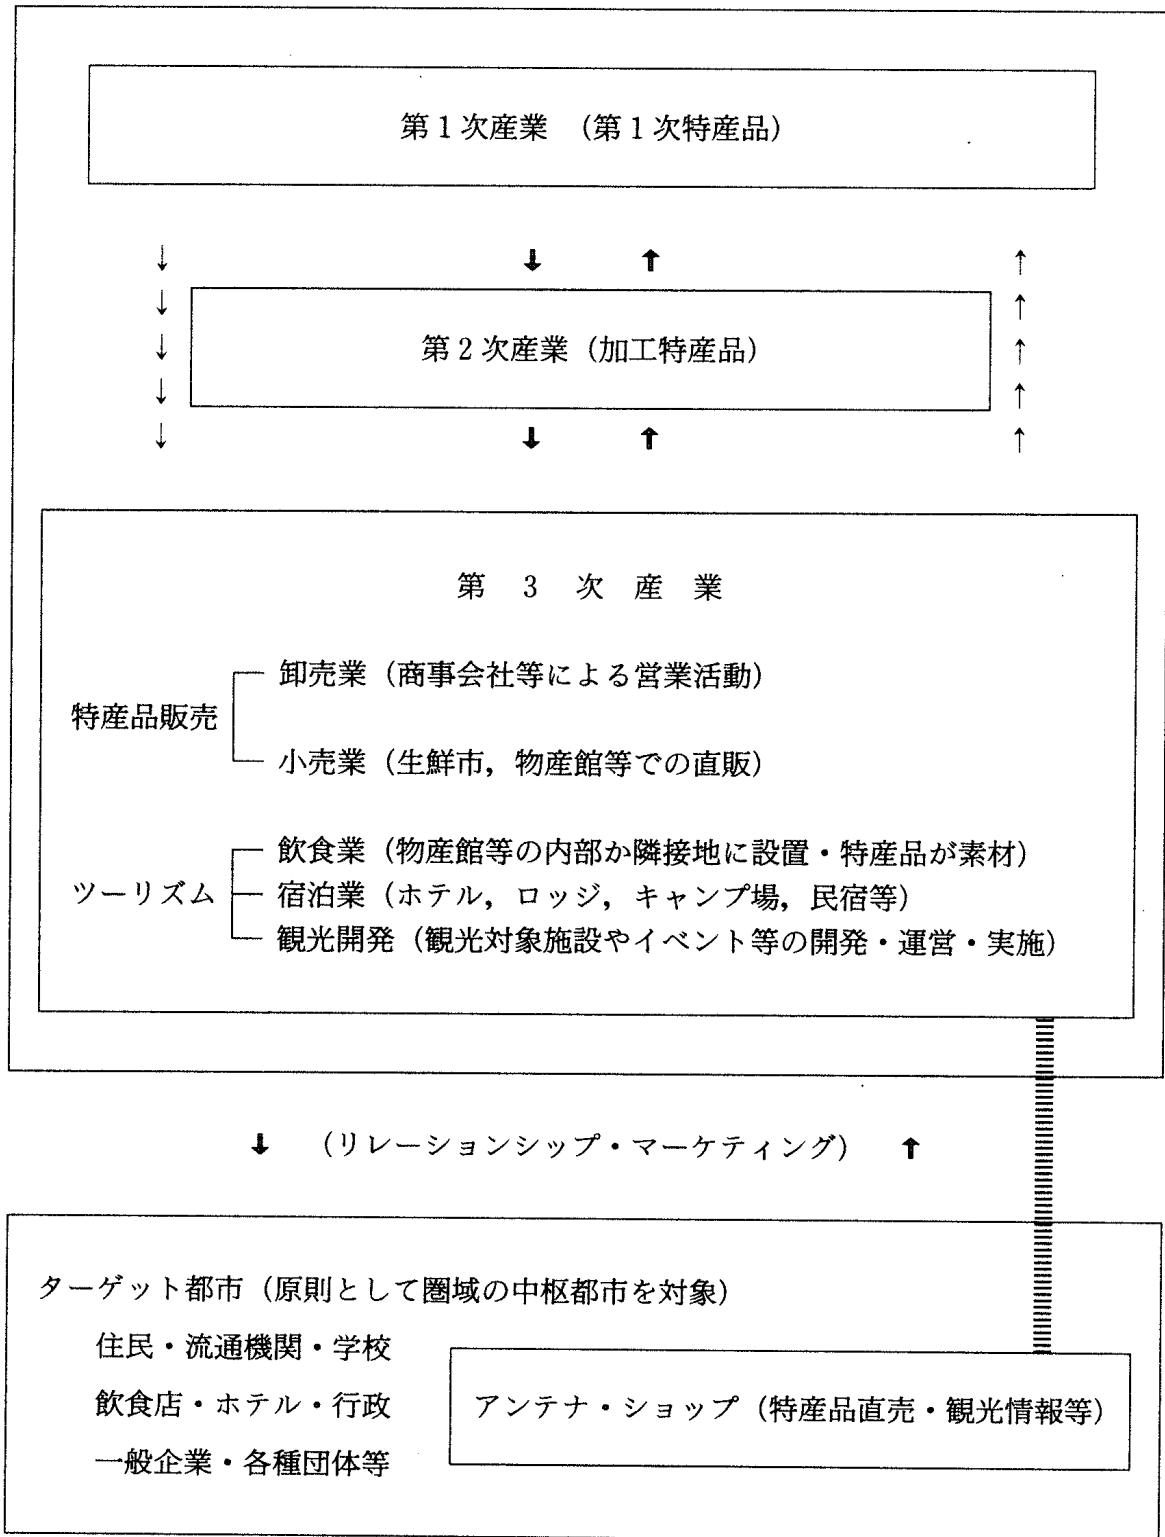 第1次産業 （第1次特産品）
↓ ↓ ↑ ↑
↓ ↑
↓ 第2次産業（加工特産品） ↑
↓ ↑
↓ ↓ ↑ ↑
第 3 次 産 業
卸売業（商事会社等による営業活動）
特産品販売
小売業（生鮮市，物産館等での直販）
飲食業（物産館等の内部か隣接地に設置・特産品が素材）
ツーリズム 宿泊業（ホテル，ロッジ，キャンプ場，民宿等）
観光開発（観光対象施設やイベント等の開発・運営・実施）
↓ （リレーションシップ・マーケティング） ↑
ターゲット都市（原則として圏域の中枢都市を対象）
住民・流通機関・学校
飲食店・ホテル・行政
アンテナ・ショップ（特産品直売・観光情報等）
一般企業・各種団体等